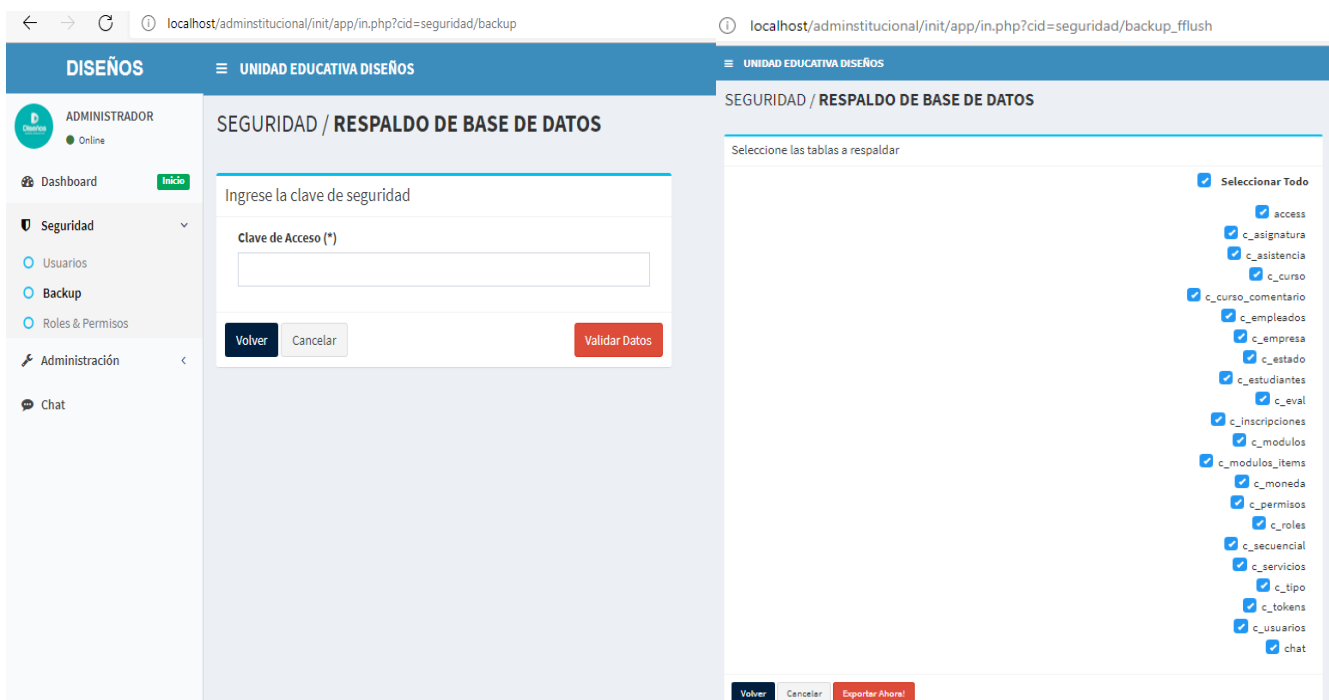 localhost/adminstitucional/init/app/in.php?cid=seguridad/backup
DISEÑOS
UNIDAD EDUCATIVA DISEÑOS
ADMINISTRADOR
Online
Dashboard
Inicio
Seguridad
Usuarios
Backup
Roles & Permisos
Administración
Chat
SEGURIDAD / RESPALDO DE BASE DE DATOS
Ingrese la clave de seguridad
Clave de Acceso (*)
Volver
Cancelar
Validar Datos
localhost/adminstitucional/init/app/in.php?cid=seguridad/backup_fflush
UNIDAD EDUCATIVA DISEÑOS
SEGURIDAD / RESPALDO DE BASE DE DATOS
Seleccione las tablas a respaldar
Seleccionar Todo
access
c_asignatura
c_asistencia
c_curso
c_curso_comentario
c_empleados
c_empresa
c_estado
c_estudiantes
c_eval
c_inscripciones
c_modulos
c_modulos_items
c_moneda
c_permisos
c_roles
c_secuencial
c_servicios
c_tipo
c_tokens
c_usuarios
chat
Volver
Cancelar
Exportar Ahora!